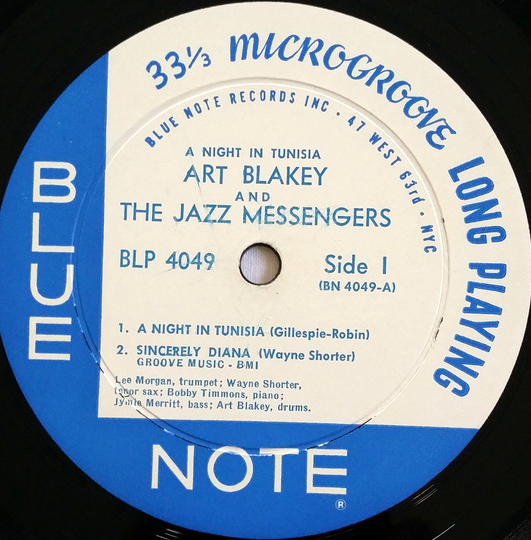 33⅓ MICROGROOVE LONG PLAYING
BLUE NOTE RECORDS INC · 47 WEST 63rd · NYC
A NIGHT IN TUNISIA
ART BLAKEY
AND
THE JAZZ MESSENGERS
BLP 4049
Side 1
(BN 4049-A)
1. A NIGHT IN TUNISIA (Gillespie-Robin)
2. SINCERELY DIANA (Wayne Shorter)
GROOVE MUSIC - BMI
Lee Morgan, trumpet; Wayne Shorter,
tenor sax; Bobby Timmons, piano;
Jymie Merritt, bass; Art Blakey, drums.
BLUE
NOTE
®